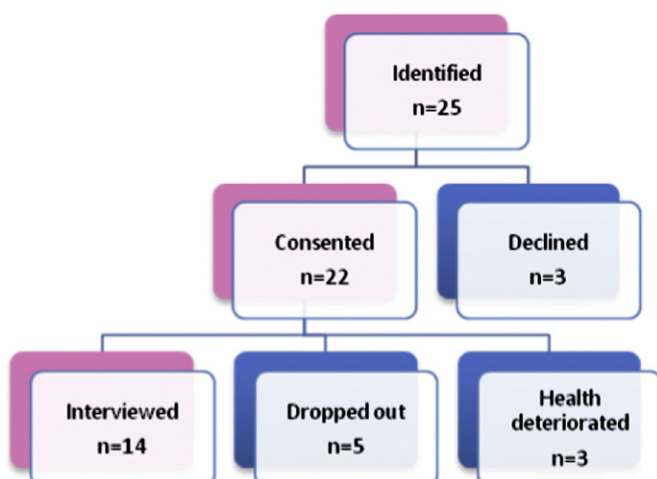 Identified
n=25
Consented
n=22
Declined
n=3
Interviewed
n=14
Dropped out
n=5
Health
deteriorated
n=3